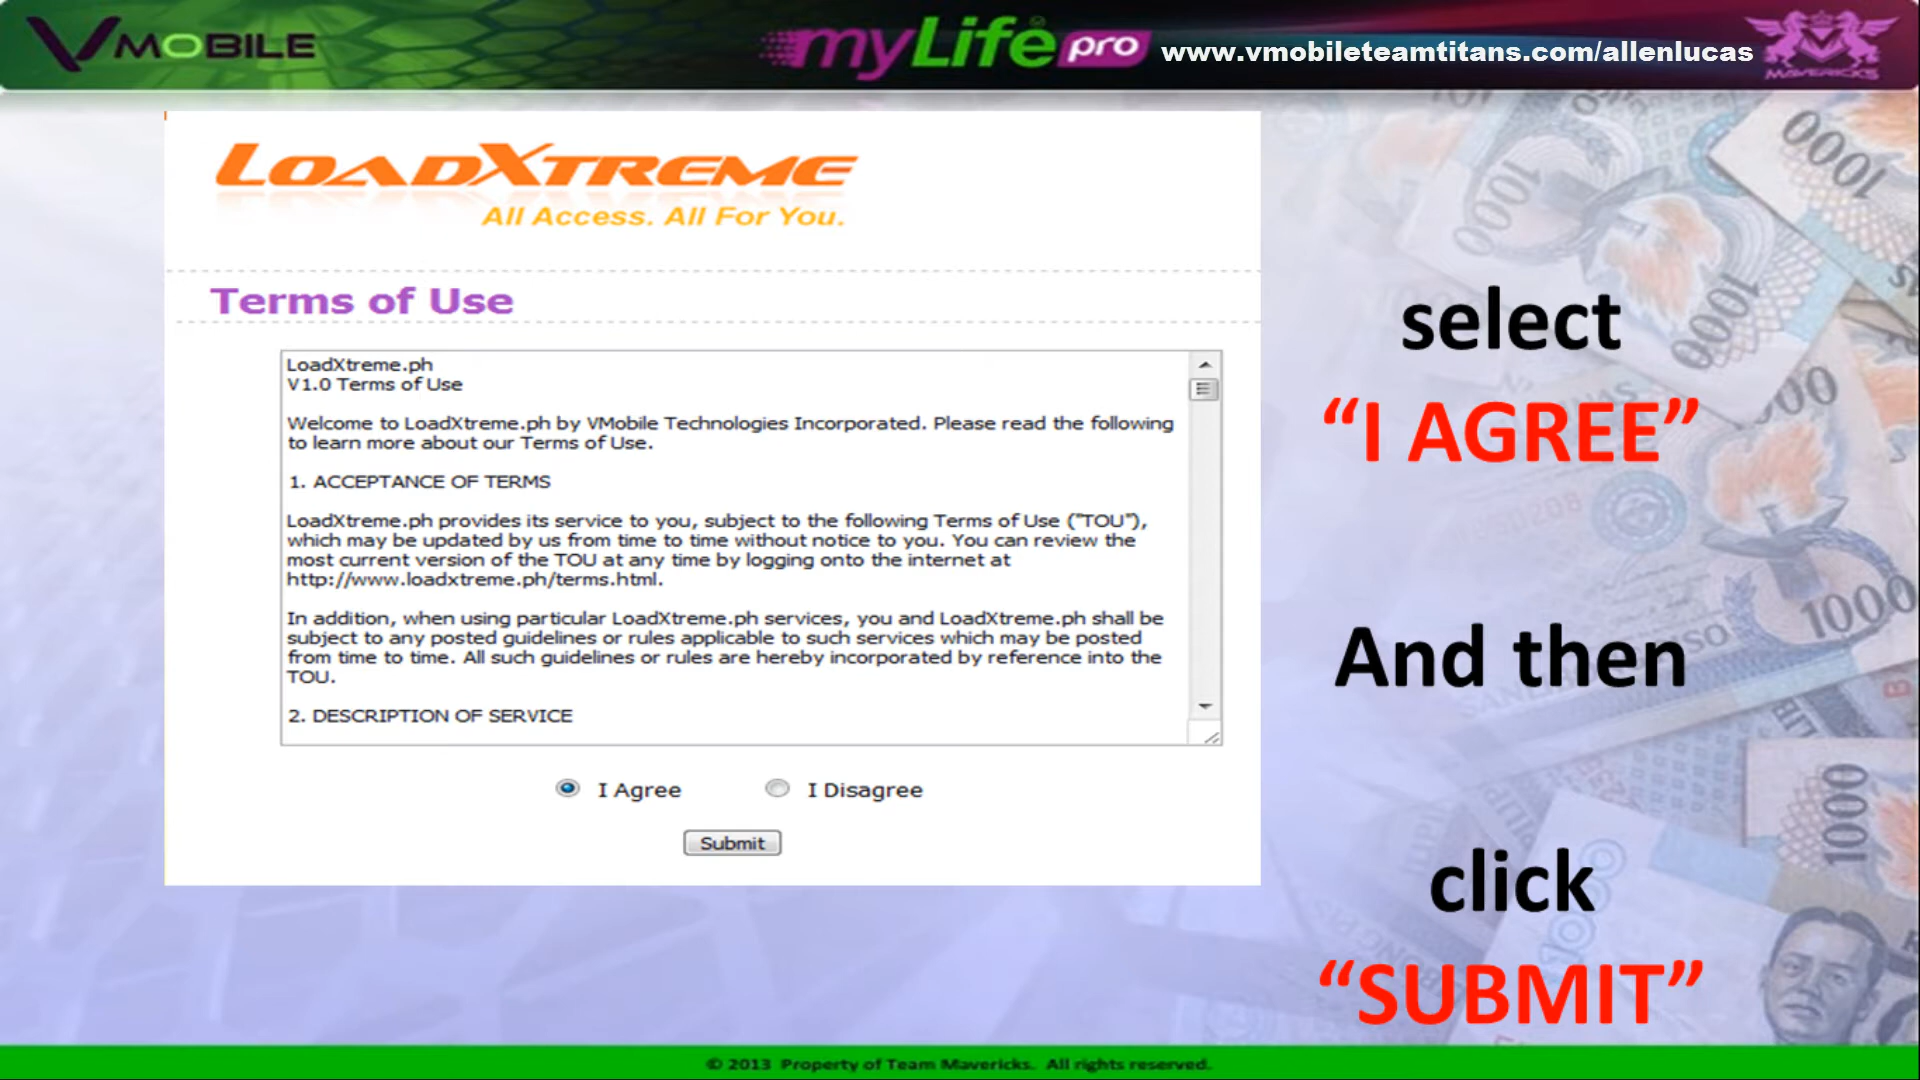 VMOBILE
myLife pro
www.vmobileteamtitans.com/allenlucas
MAVERICKS
LOADXTREME
All Access. All For You.
Terms of Use
LoadXtreme.ph
V1.0 Terms of Use
Welcome to LoadXtreme.ph by VMobile Technologies Incorporated. Please read the following
to learn more about our Terms of Use.
1. ACCEPTANCE OF TERMS
LoadXtreme.ph provides its service to you, subject to the following Terms of Use ("TOU"),
which may be updated by us from time to time without notice to you. You can review the
most current version of the TOU at any time by logging onto the internet at
http://www.loadxtreme.ph/terms.html.
In addition, when using particular LoadXtreme.ph services, you and LoadXtreme.ph shall be
subject to any posted guidelines or rules applicable to such services which may be posted
from time to time. All such guidelines or rules are hereby incorporated by reference into the
TOU.
2. DESCRIPTION OF SERVICE
I Agree
I Disagree
Submit
select
“I AGREE”
And then
click
“SUBMIT”
1000
1000
1000
1000
1000
© 2013 Property of Team Mavericks. All rights reserved.